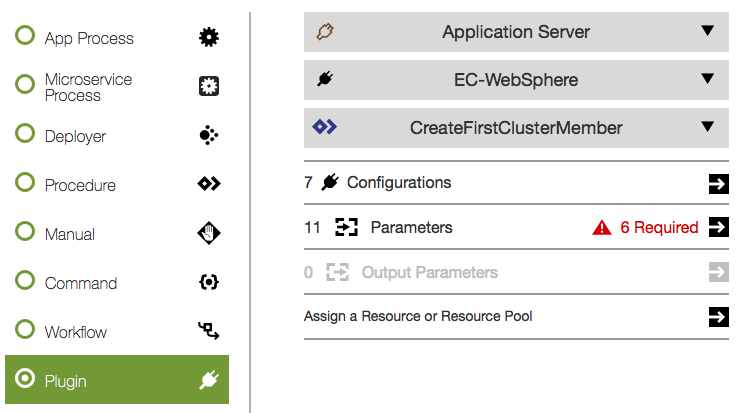 App Process
Microservice
Process
Deployer
Procedure
Manual
Command
Workflow
Plugin
Application Server
EC-WebSphere
CreateFirstClusterMember
7 Configurations
11 Parameters 6 Required
0 Output Parameters
Assign a Resource or Resource Pool